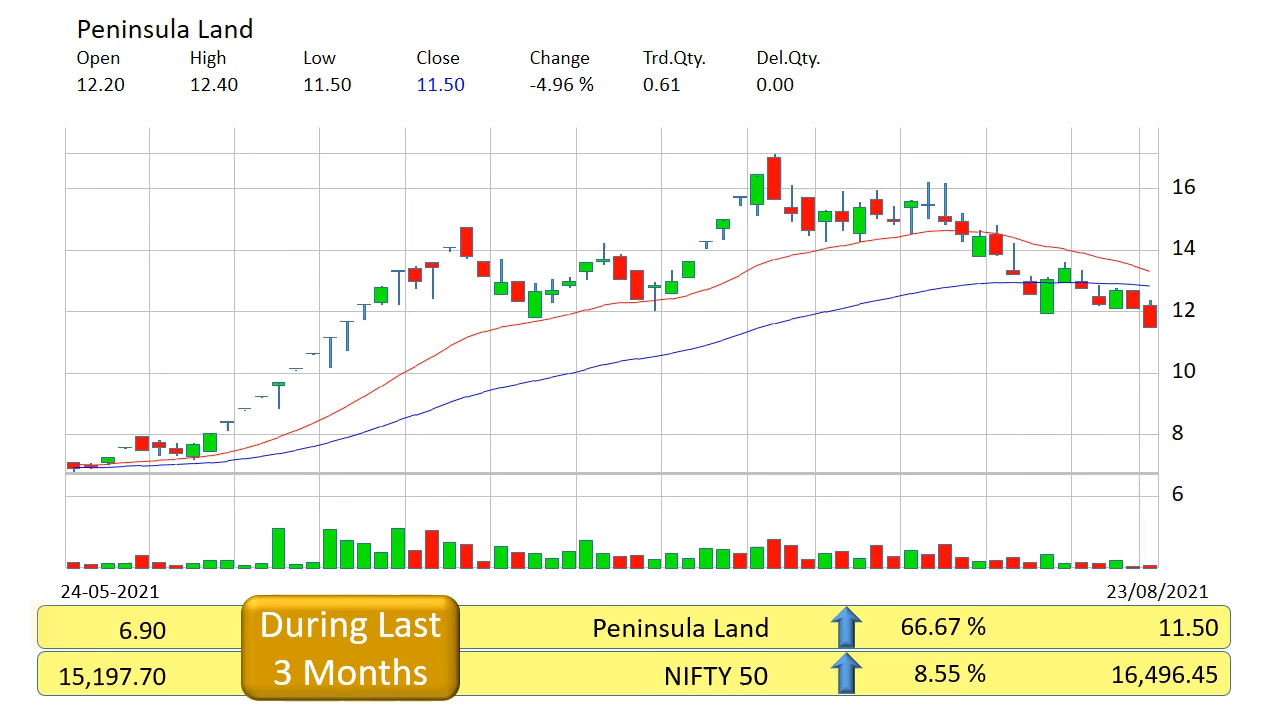 Peninsula Land
Open High Low Close Change Trd.Qty. Del.Qty.
12.20 12.40 11.50 11.50 -4.96 % 0.61 0.00
16
14
12
10
8
6
24-05-2021 23/08/2021
6.90 Peninsula Land 66.67 % 11.50
During Last
3 Months
15,197.70 NIFTY 50 8.55 % 16,496.45